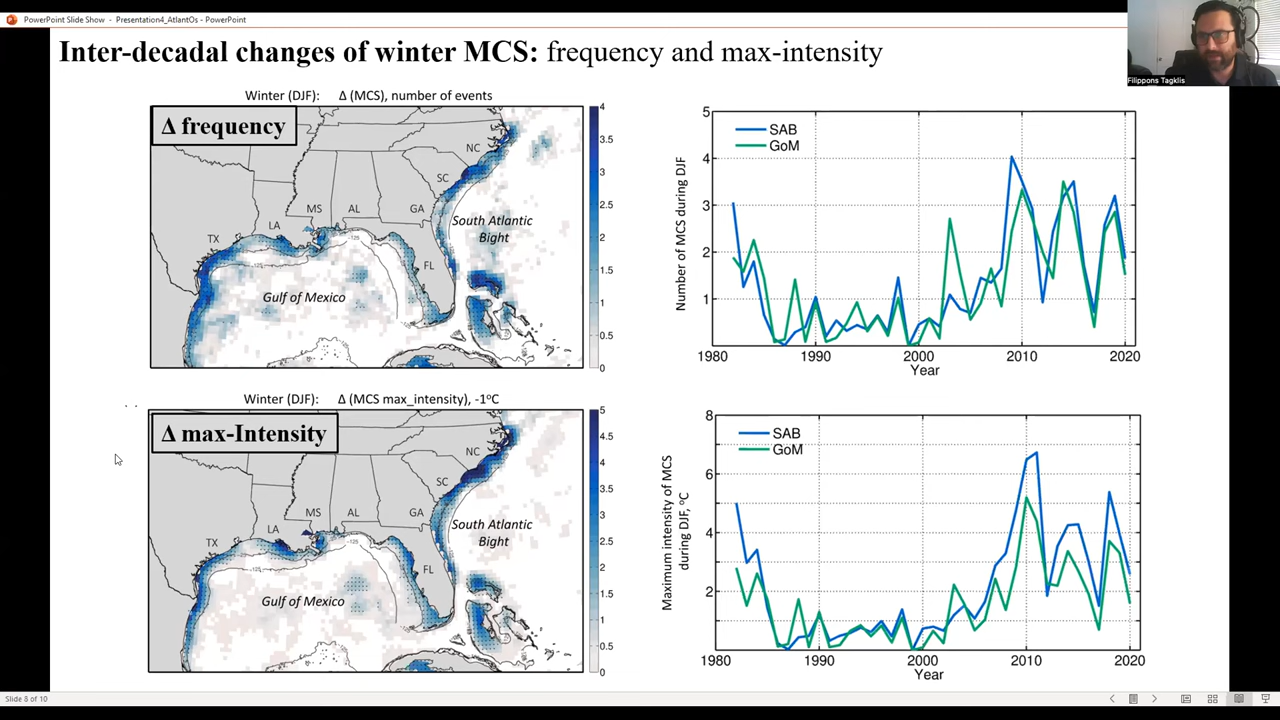 PowerPoint Slide Show - Presentation4_AtlantOs - PowerPoint
Inter-decadal changes of winter MCS: frequency and max-intensity
Filippons Tagklis
Winter (DJF): Δ (MCS), number of events
Δ frequency
NC
SC
MS AL GA
LA
TX
FL
South Atlantic
Bight
Gulf of Mexico
-125
4
3.5
3
2.5
2
1.5
1
0.5
0
5
4
3
2
1
SAB
GoM
Number of MCS during DJF
1980 1990 2000 2010 2020
Year
Winter (DJF): Δ (MCS max_intensity), -1°C
Δ max-Intensity
NC
SC
MS AL GA
LA
TX
FL
South Atlantic
Bight
Gulf of Mexico
-125
5
4.5
4
3.5
3
2.5
2
1.5
1
0.5
0
8
6
4
2
SAB
GoM
Maximum intensity of MCS
during DJF, °C
1980 1990 2000 2010 2020
Year
Slide 8 of 10